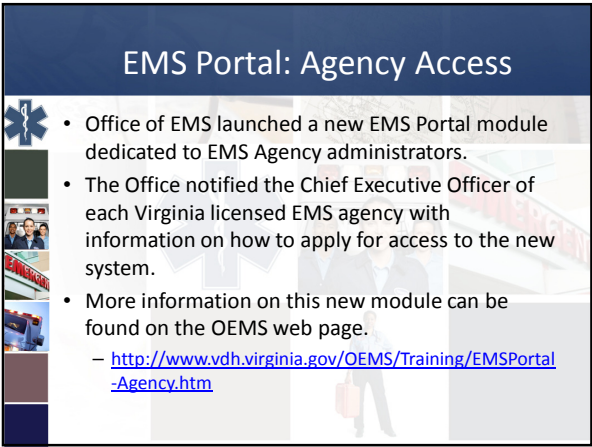 EMS Portal: Agency Access
• Office of EMS launched a new EMS Portal module
dedicated to EMS Agency administrators.
• The Office notified the Chief Executive Officer of
each Virginia licensed EMS agency with
information on how to apply for access to the new
system.
• More information on this new module can be
found on the OEMS web page.
– http://www.vdh.virginia.gov/OEMS/Training/EMSPortal
-Agency.htm